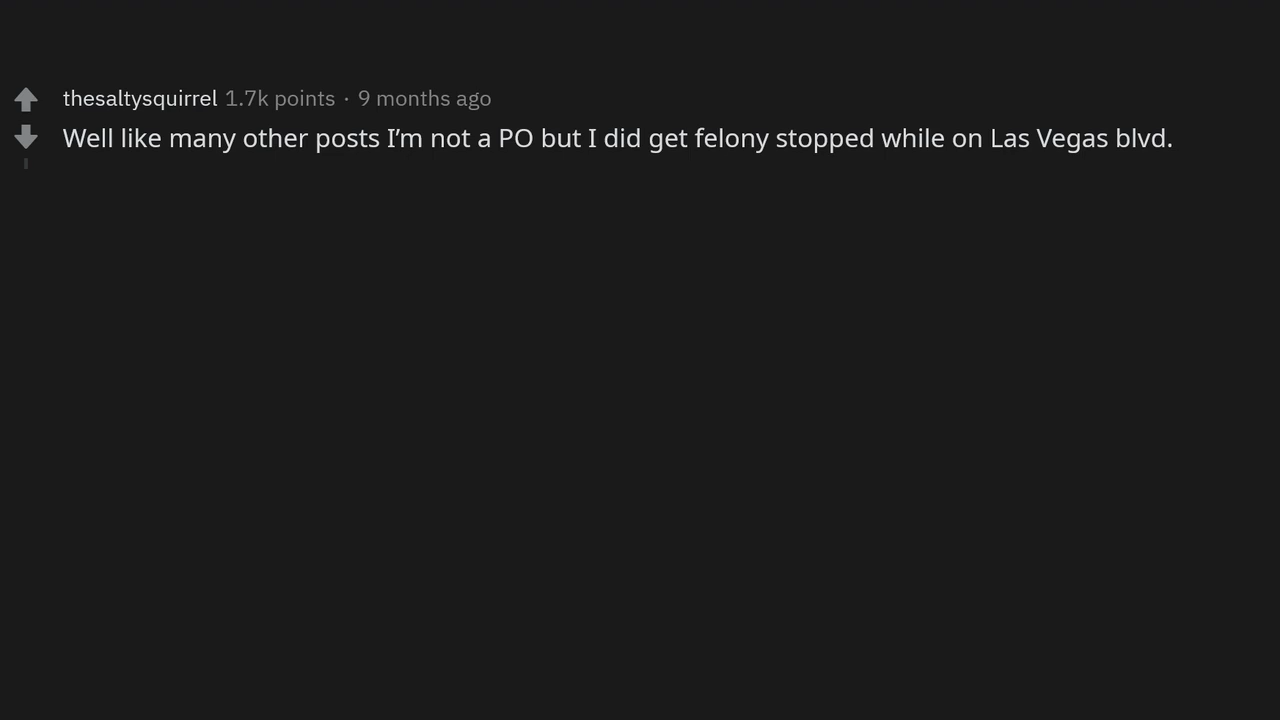 thesaltysquirrel 1.7k points · 9 months ago
Well like many other posts I’m not a PO but I did get felony stopped while on Las Vegas blvd.